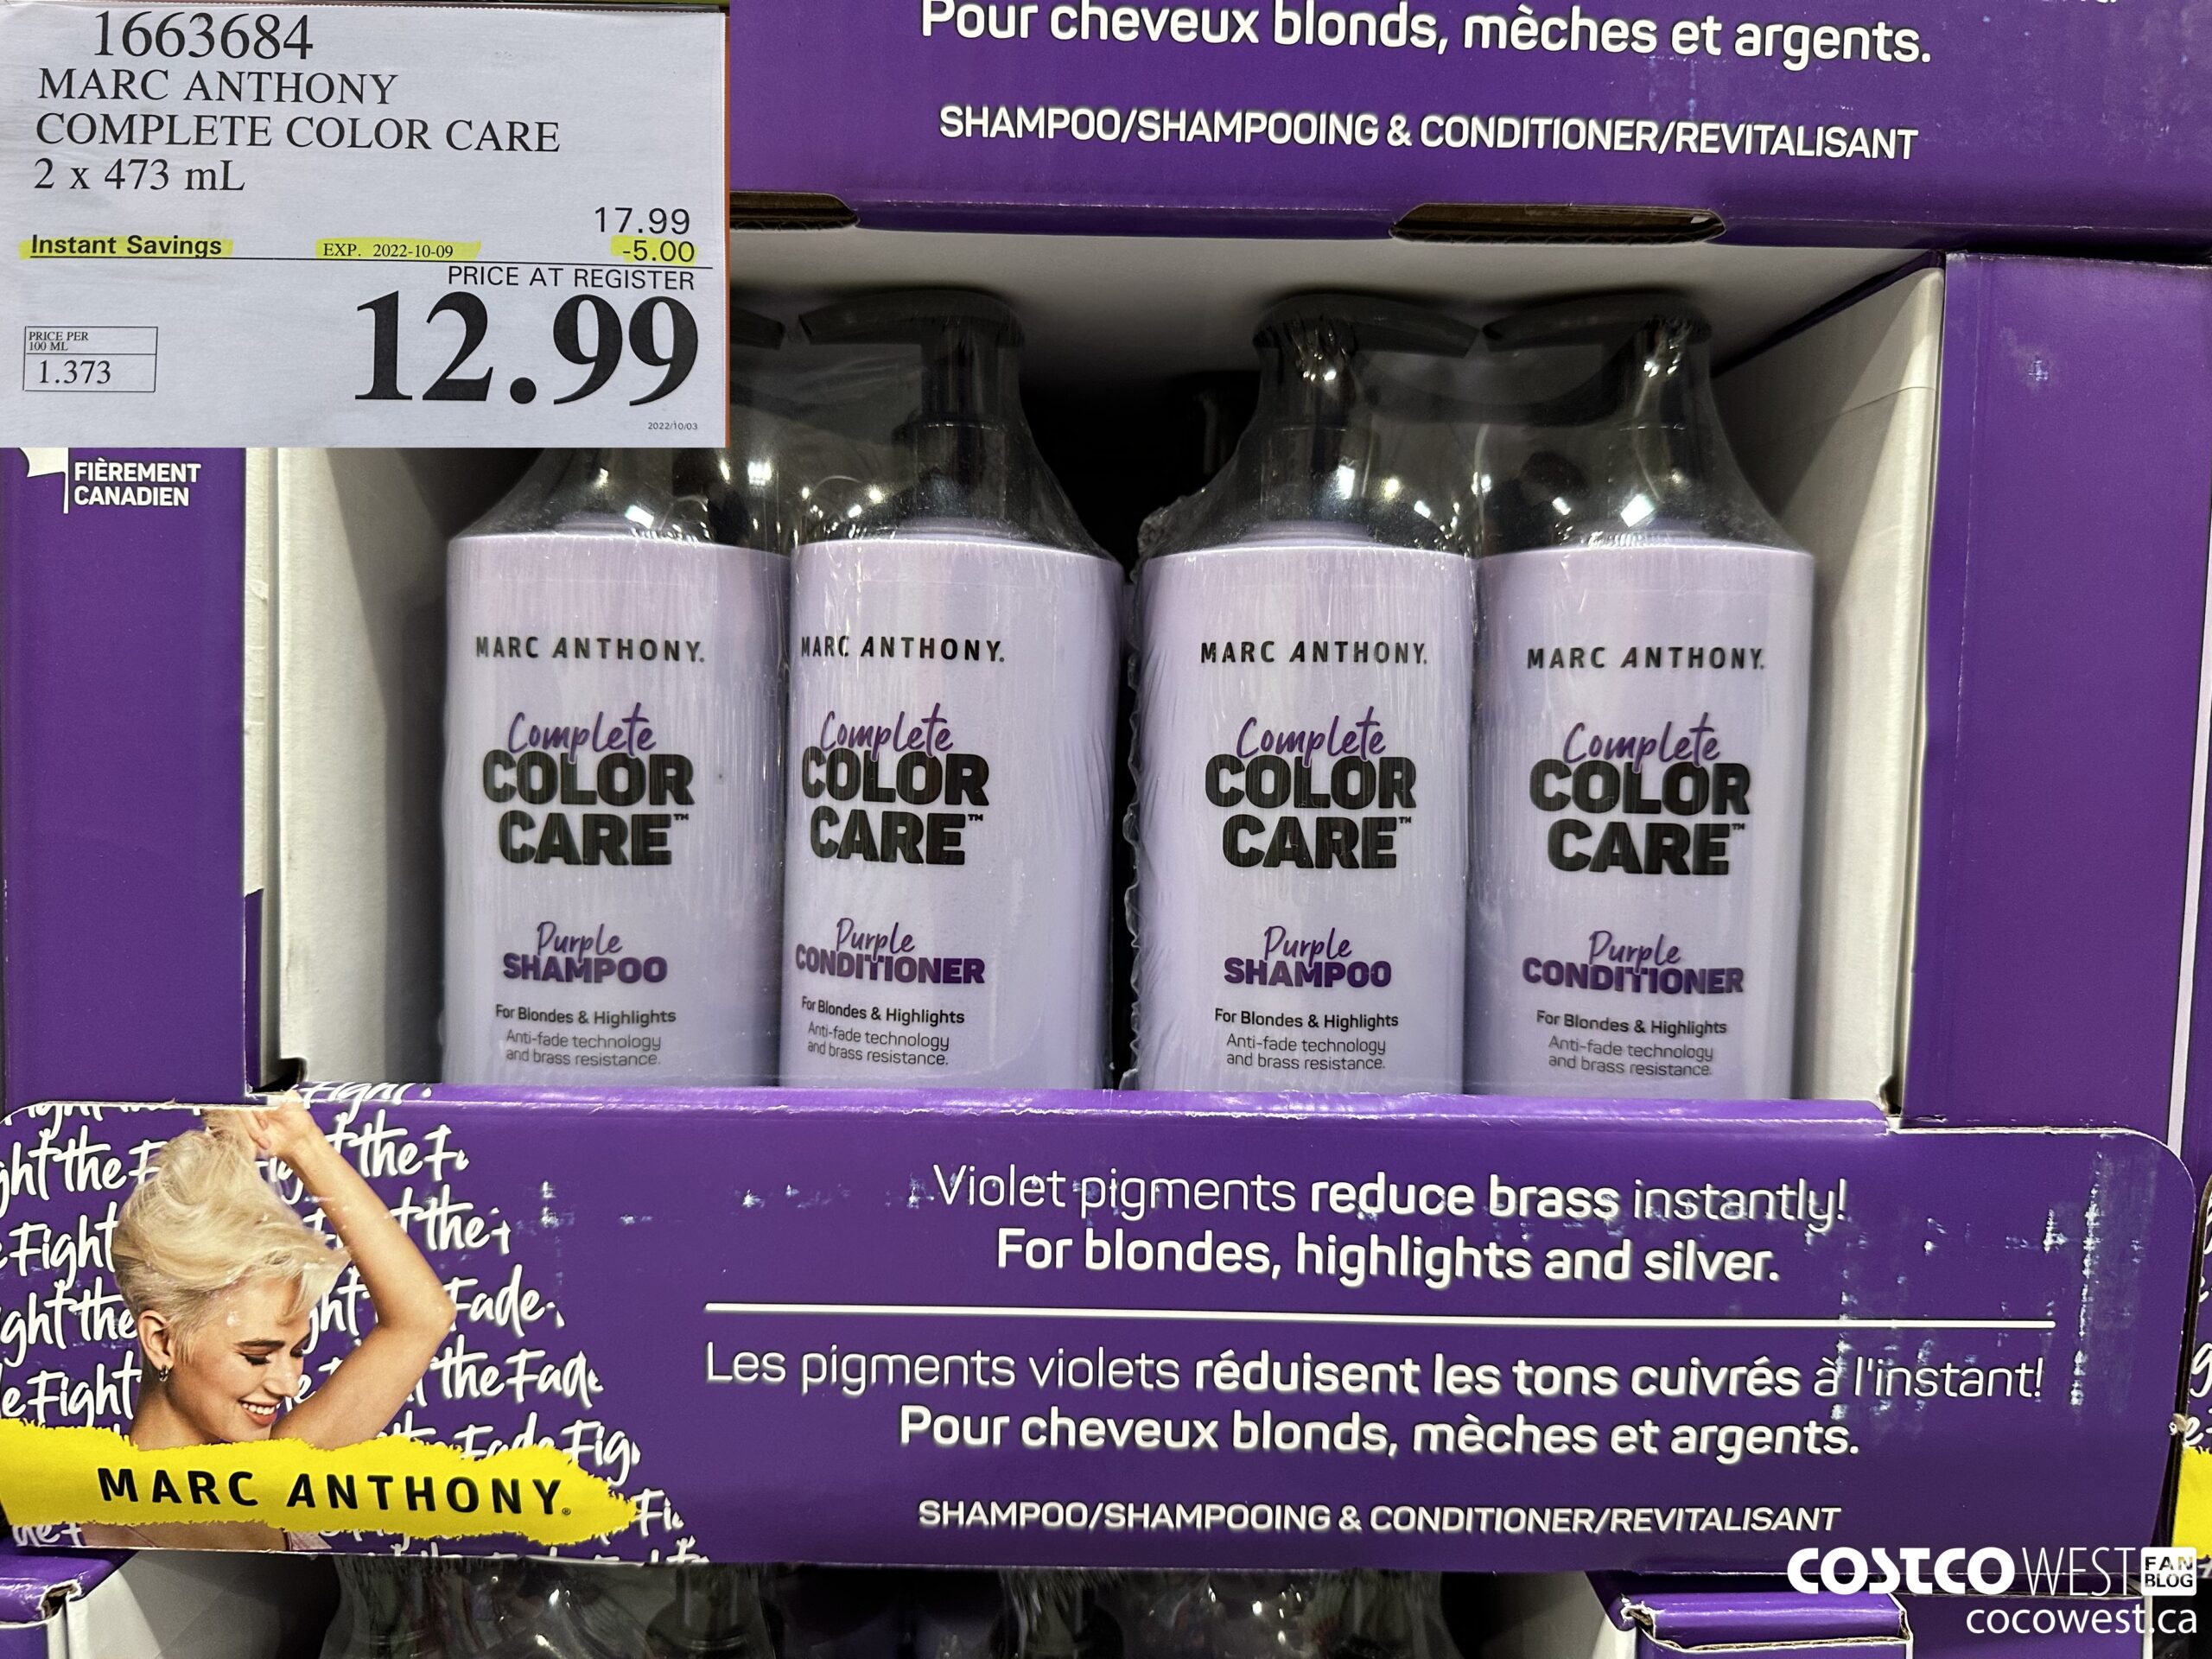 1663684
MARC ANTHONY
COMPLETE COLOR CARE
2 x 473 mL
17.99
Instant Savings EXP. 2022-10-09 -5.00
PRICE AT REGISTER
12.99
PRICE PER
100 ML
1.373
2022/10/03
Pour cheveux blonds, mèches et argents.
SHAMPOO/SHAMPOOING & CONDITIONER/REVITALISANT
FIÈREMENT
CANADIEN
MARC ANTHONY.
Complete
COLOR
CARE™
Purple
SHAMPOO
For Blondes & Highlights
Anti-fade technology
and brass resistance.
MARC ANTHONY.
Complete
COLOR
CARE™
Purple
CONDITIONER
For Blondes & Highlights
Anti-fade technology
and brass resistance.
MARC ANTHONY.
Complete
COLOR
CARE™
Purple
SHAMPOO
For Blondes & Highlights
Anti-fade technology
and brass resistance.
MARC ANTHONY.
Complete
COLOR
CARE™
Purple
CONDITIONER
For Blondes & Highlights
Anti-fade technology
and brass resistance.
Violet pigments reduce brass instantly!
For blondes, highlights and silver.
Les pigments violets réduisent les tons cuivrés à l'instant!
Pour cheveux blonds, mèches et argents.
SHAMPOO/SHAMPOOING & CONDITIONER/REVITALISANT
the Fade
MARC ANTHONY®
COSTCO WEST FAN BLOG
cocowest.ca